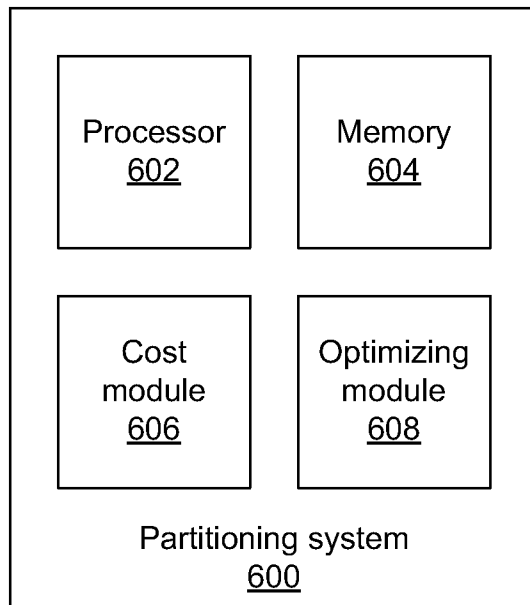 Processor
602
Memory
604
Cost
module
606
Optimizing
module
608
Partitioning system
600